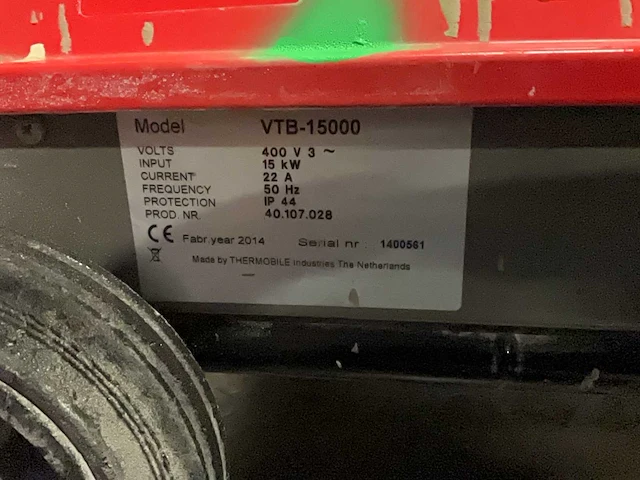 Model VTB-15000
VOLTS 400 V 3 ~
INPUT 15 kW
CURRENT 22 A
FREQUENCY 50 Hz
PROTECTION IP 44
PROD. NR. 40.107.028
CE Fabr.year 2014 Serial nr. 1400561
Made by THERMOBILE Industries The Netherlands